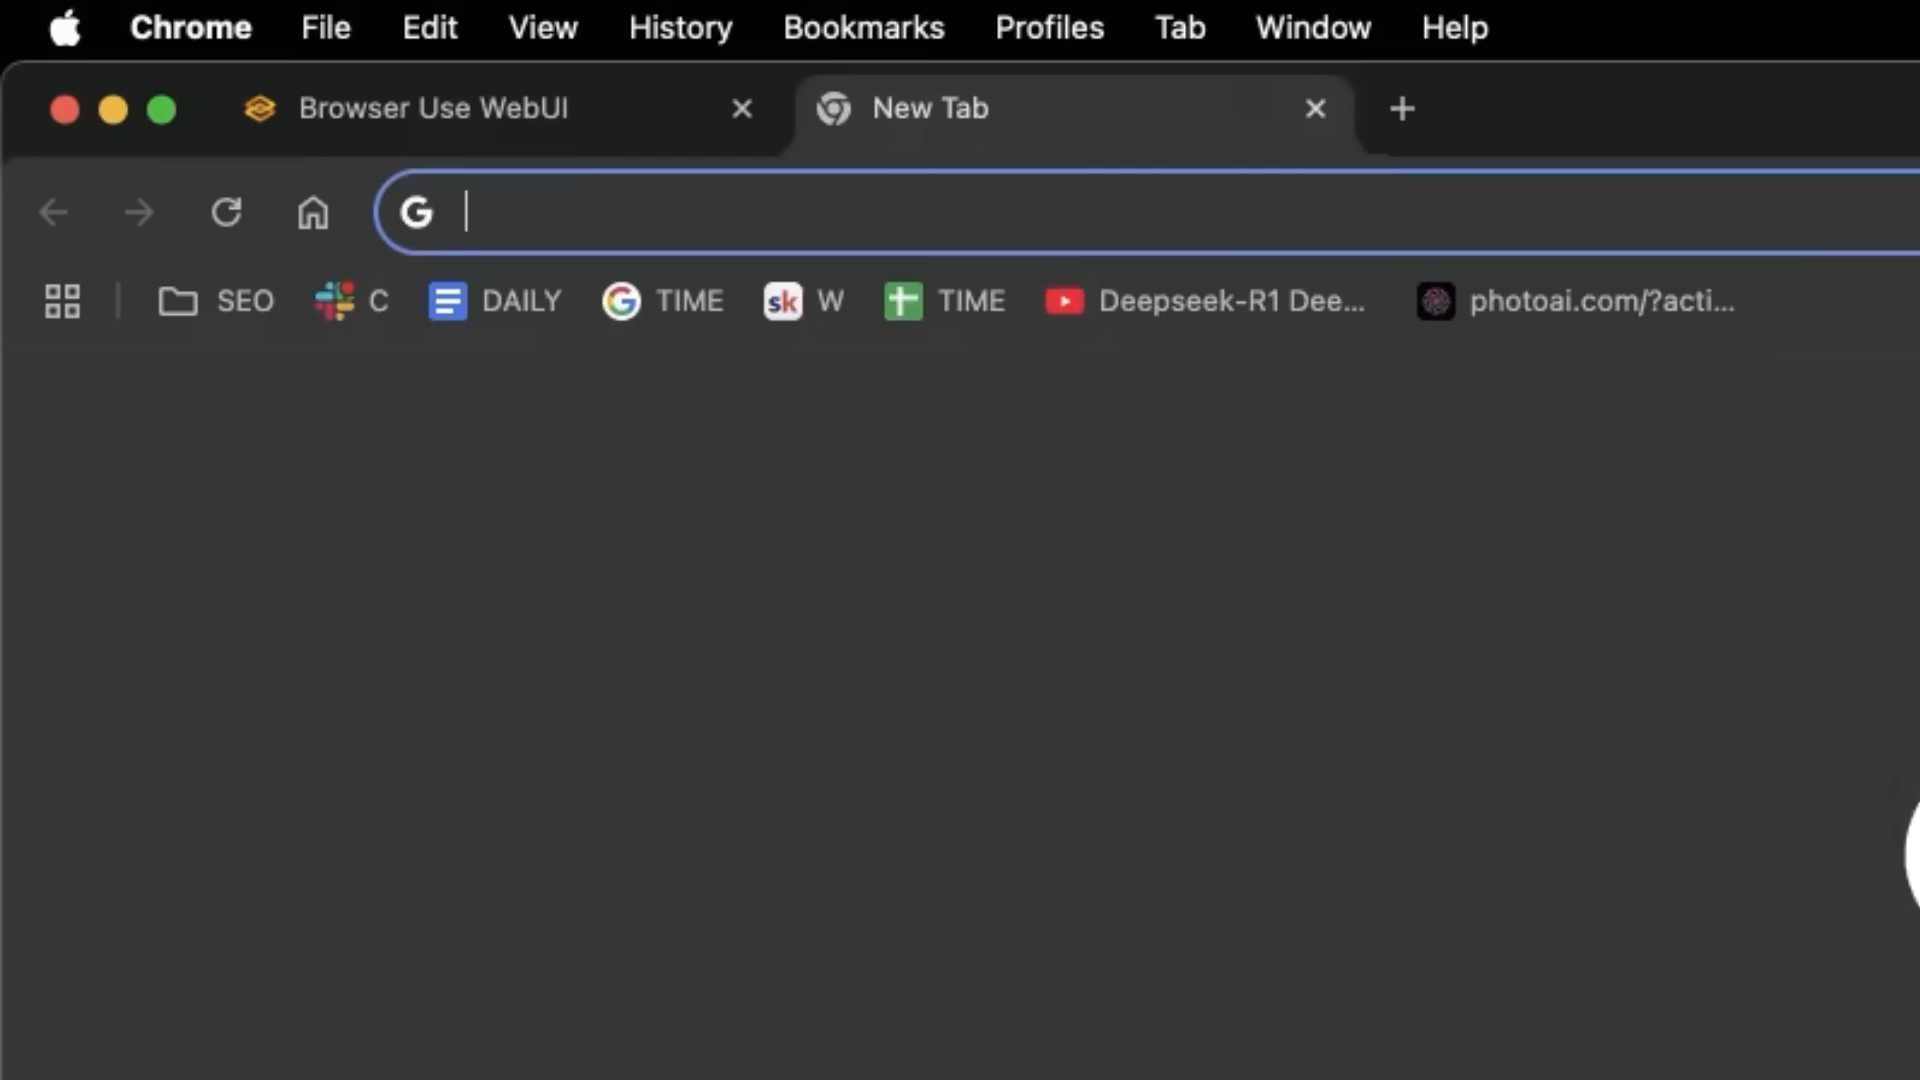 Chrome File Edit View History Bookmarks Profiles Tab Window Help
Browser Use WebUI New Tab
SEO C DAILY TIME sk W TIME Deepseek-R1 Dee... photoai.com/?acti...